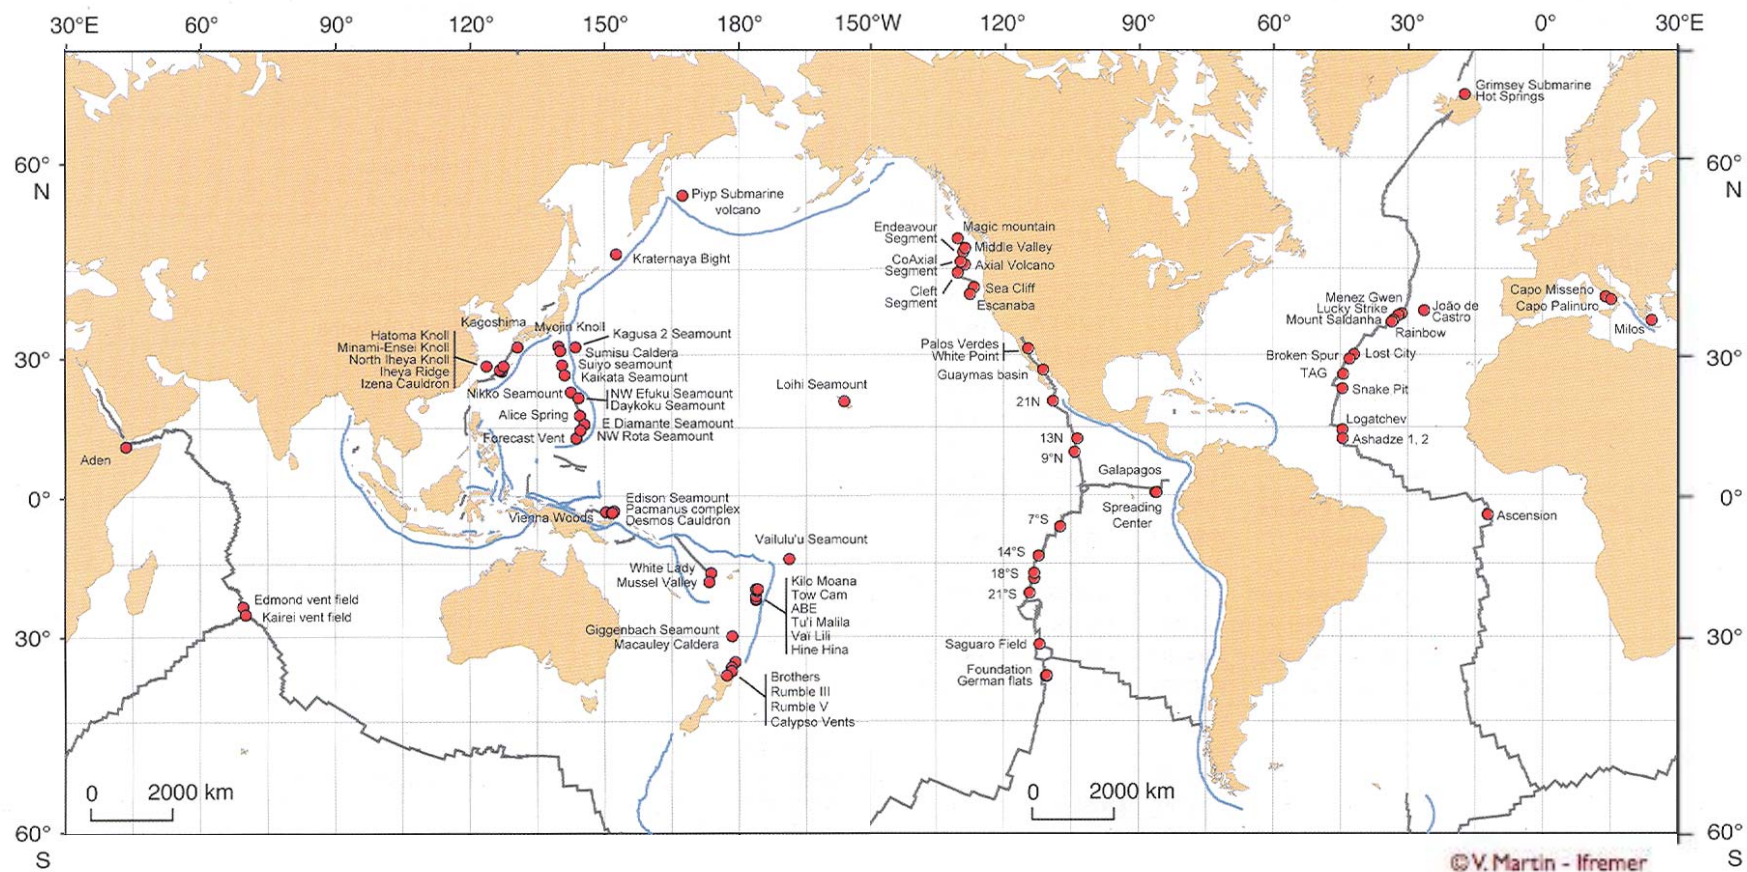 30°E 60° 90° 120° 150° 180° 150°W 120° 90° 60° 30° 0° 30°E
Grimsey Submarine
Hot Springs
60°
N
60°
N
Piyp Submarine
volcano
Kraternaya Bight
Endeavour
Segment
Magic mountain
Middle Valley
CoAxial
Segment
Axial Volcano
Cleft
Segment
Sea Cliff
Escanaba
Capo Misseno
Capo Palinuro
Milos
Menez Gwen
Lucky Strike
Mount Saldanha
João de
Castro
Rainbow
Kagoshima
Myojin Knoll
Kagusa 2 Seamount
Hatoma Knoll
Minami-Ensei Knoll
North Iheya Knoll
Iheya Ridge
Izena Cauldron
Sumisu Caldera
Suiyo seamount
Kaikata Seamount
30°
30°
Palos Verdes
White Point
Guaymas basin
Broken Spur
Lost City
TAG
Snake Pit
Loihi Seamount
Nikko Seamount
NW Efuku Seamount
Daykoku Seamount
Alice Spring
E Diamante Seamount
Forecast Vent
NW Rota Seamount
21N
13N
9°N
Logatchev
Ashadze 1, 2
Aden
Galapagos
Spreading
Center
0°
0°
Edison Seamount
Pacmanus complex
Desmos Cauldron
Vienna Woods
Ascension
7°S
14°S
18°S
21°S
Vailulu'u Seamount
White Lady
Mussel Valley
Kilo Moana
Tow Cam
ABE
Tu'i Malila
Vaï Lili
Hine Hina
Edmond vent field
Kairei vent field
30°
30°
Giggenbach Seamount
Macauley Caldera
Saguaro Field
Foundation
German flats
Brothers
Rumble III
Rumble V
Calypso Vents
0 2000 km
0 2000 km
60°
S
60°
S
© V. Martin - Ifremer